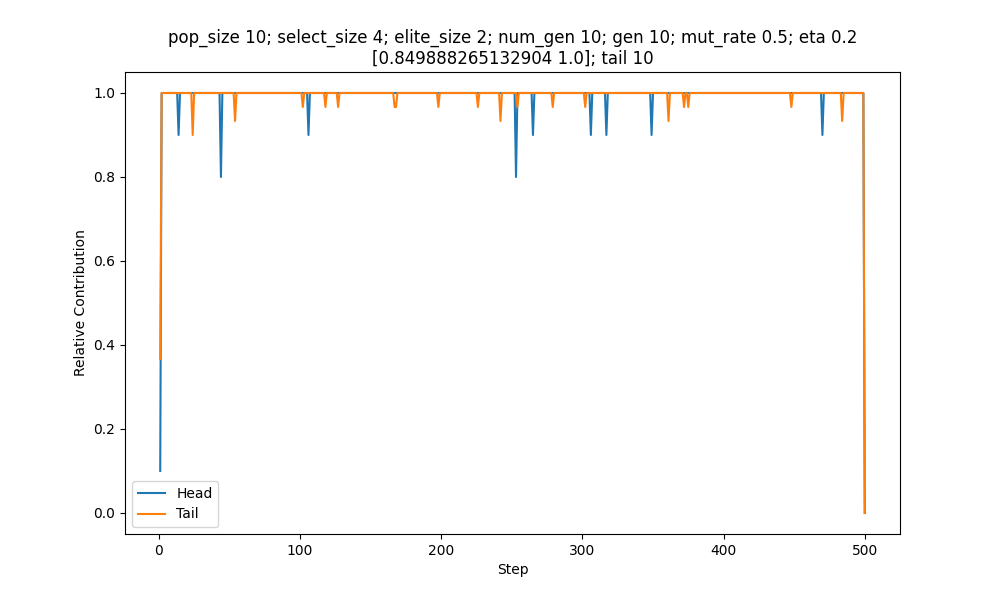 pop_size 10; select_size 4; elite_size 2; num_gen 10; gen 10; mut_rate 0.5; eta 0.2
[0.849888265132904 1.0]; tail 10
Relative Contribution
1.0
0.8
0.6
0.4
0.2
0.0
Head
Tail
0
100
200
300
400
500
Step